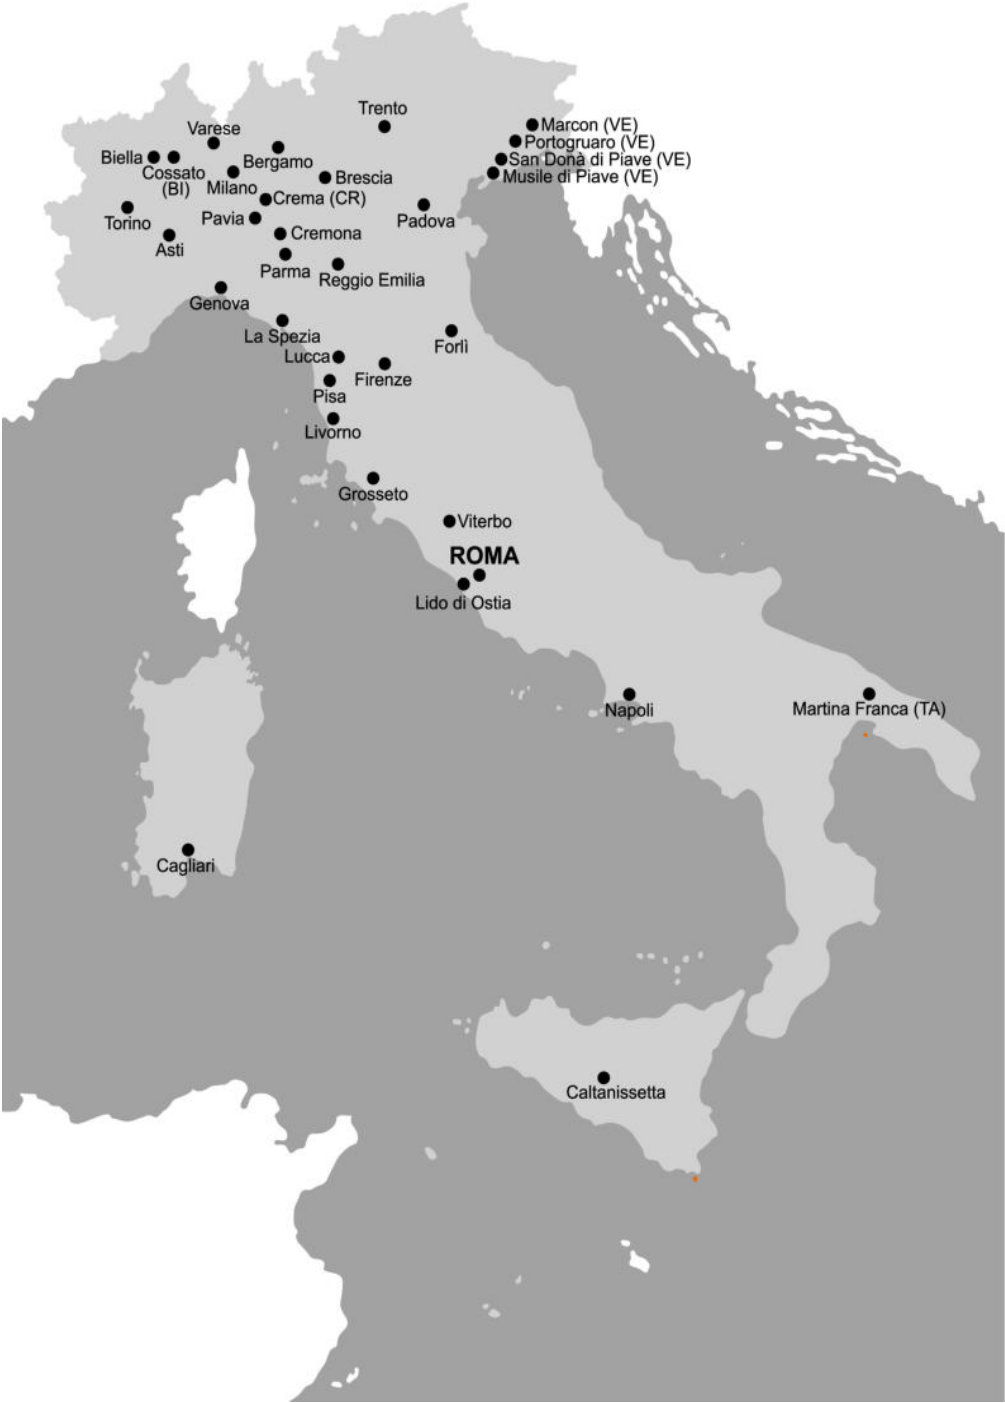 Trento
Varese
Marcon (VE)
Portogruaro (VE)
San Donà di Piave (VE)
Musile di Piave (VE)
Biella
Cossato
(BI)
Bergamo
Milano
Brescia
Crema (CR)
Torino
Pavia
Padova
Asti
Cremona
Parma
Reggio Emilia
Genova
La Spezia
Forlì
Lucca
Firenze
Pisa
Livorno
Grosseto
Viterbo
ROMA
Lido di Ostia
Napoli
Martina Franca (TA)
Cagliari
Caltanissetta